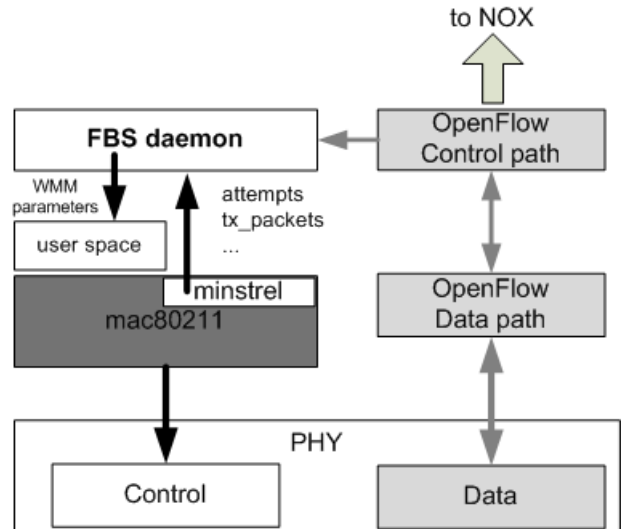 to NOX
FBS daemon
OpenFlow
Control path
WMM
parameters
attempts
tx_packets
...
user space
minstrel
mac80211
OpenFlow
Data path
PHY
Control
Data